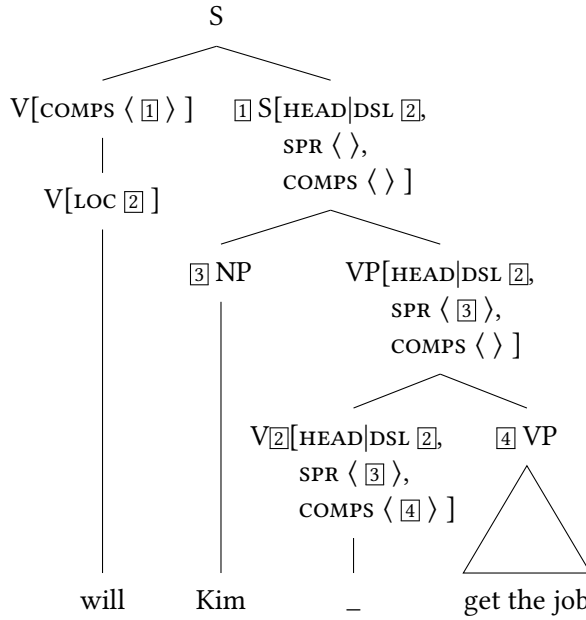 S
V[COMPS ⟨ 1 ⟩ ] 1 S[HEAD|DSL 2,
SPR ⟨ ⟩,
COMPS ⟨ ⟩ ]
V[LOC 2 ]
3 NP VP[HEAD|DSL 2,
SPR ⟨ 3 ⟩,
COMPS ⟨ ⟩ ]
V2[HEAD|DSL 2, 4 VP
SPR ⟨ 3 ⟩,
COMPS ⟨ 4 ⟩ ]
will Kim _ get the job